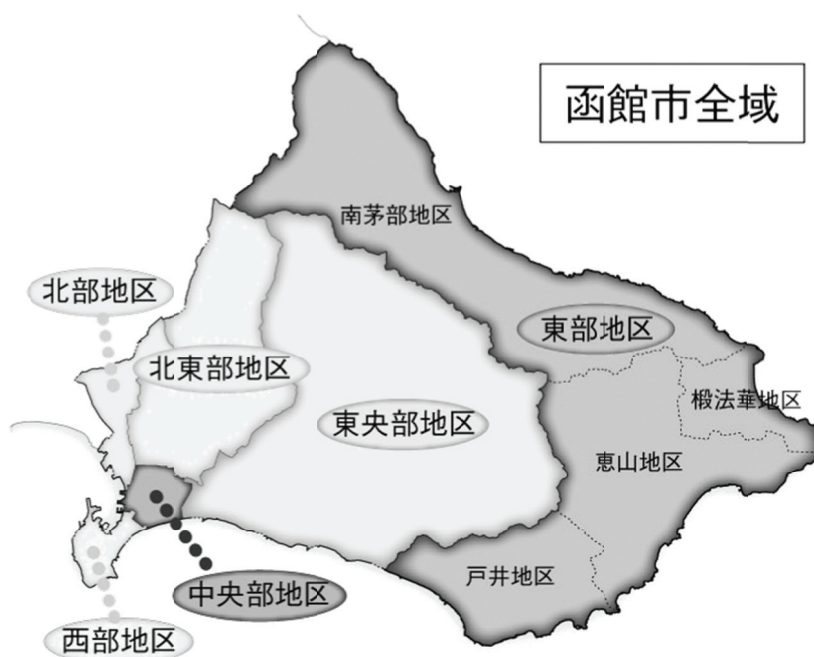 函館市全域
南茅部地区
北部地区
東部地区
北東部地区
椴法華地区
東央部地区
恵山地区
戸井地区
中央部地区
西部地区